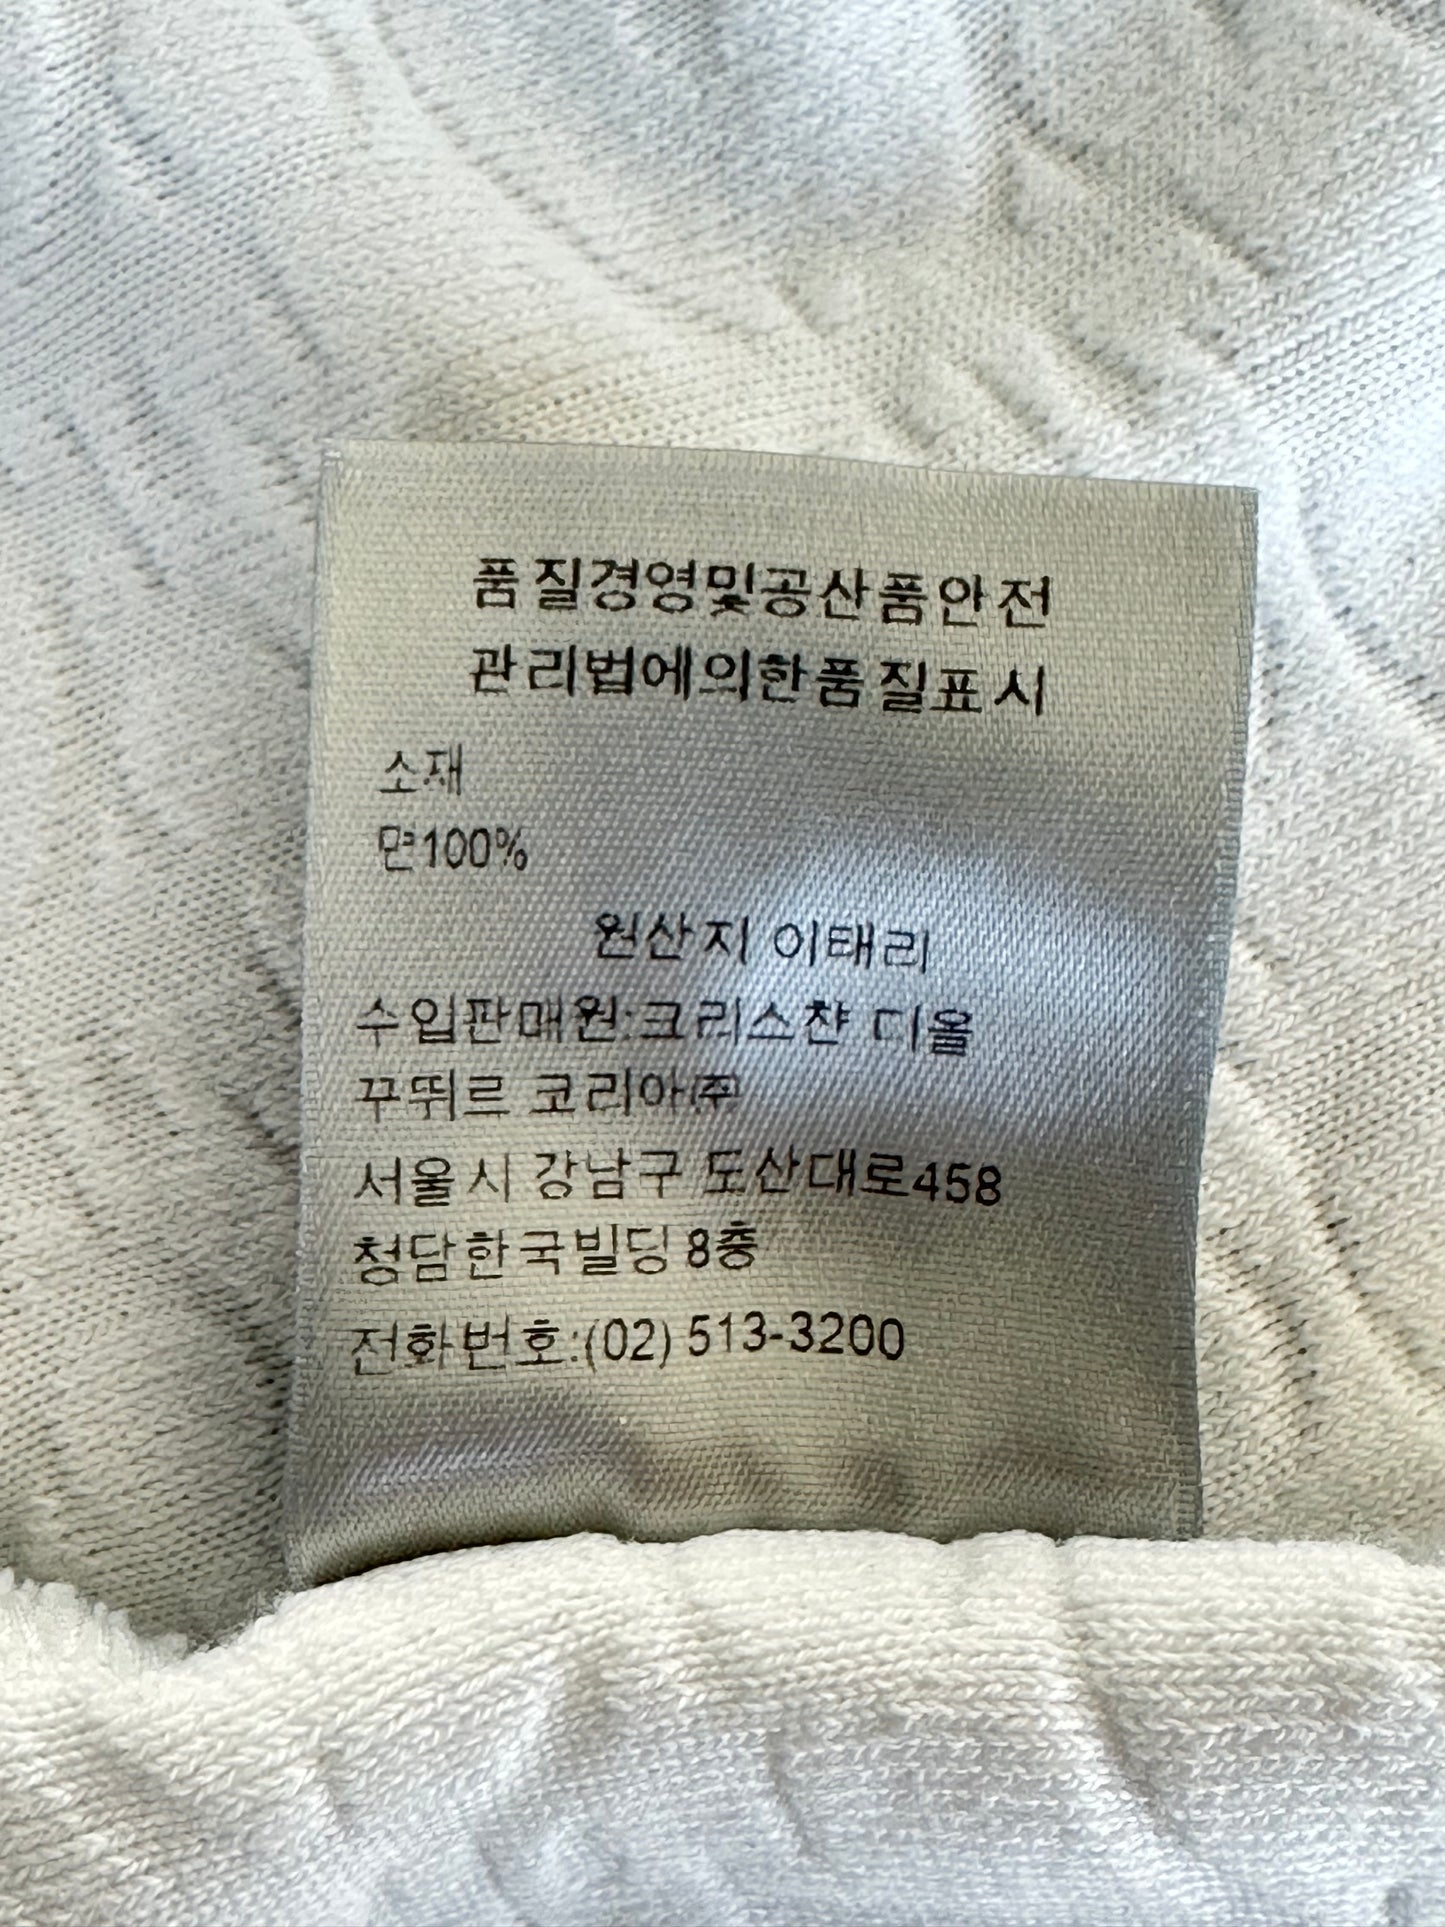 품질경영및공산품안전
관리법에의한품질표시
소재
면100%
원산지 이태리
수입판매원:크리스챤 디올
꾸뛰르 코리아㈜
서울시 강남구 도산대로458
청담한국빌딩 8층
전화번호:(02) 513-3200